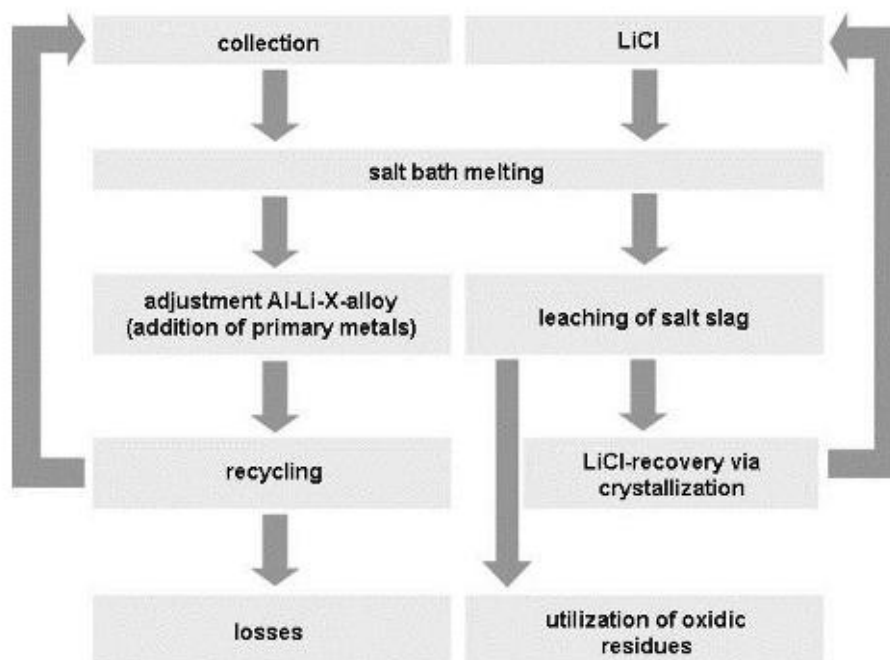 collection
LiCl
salt bath melting
adjustment Al-Li-X-alloy
(addition of primary metals)
leaching of salt slag
recycling
LiCl-recovery via
crystallization
losses
utilization of oxidic
residues